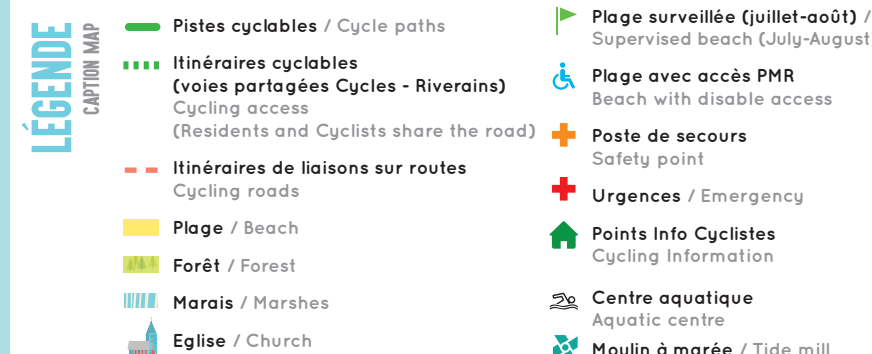 LÉGENDE
CAPTION MAP
Pistes cyclables / Cycle paths
Itinéraires cyclables
(voies partagées Cycles - Riverains)
Cycling access
(Residents and Cyclists share the road)
Itinéraires de liaisons sur routes
Cycling roads
Plage / Beach
Forêt / Forest
Marais / Marshes
Eglise / Church
Plage surveillée (juillet-août) /
Supervised beach (July-August)
Plage avec accès PMR
Beach with disable access
Poste de secours
Safety point
Urgences / Emergency
Points Info Cyclistes
Cycling Information
Centre aquatique
Aquatic centre
Moulin à marée / Tide mill